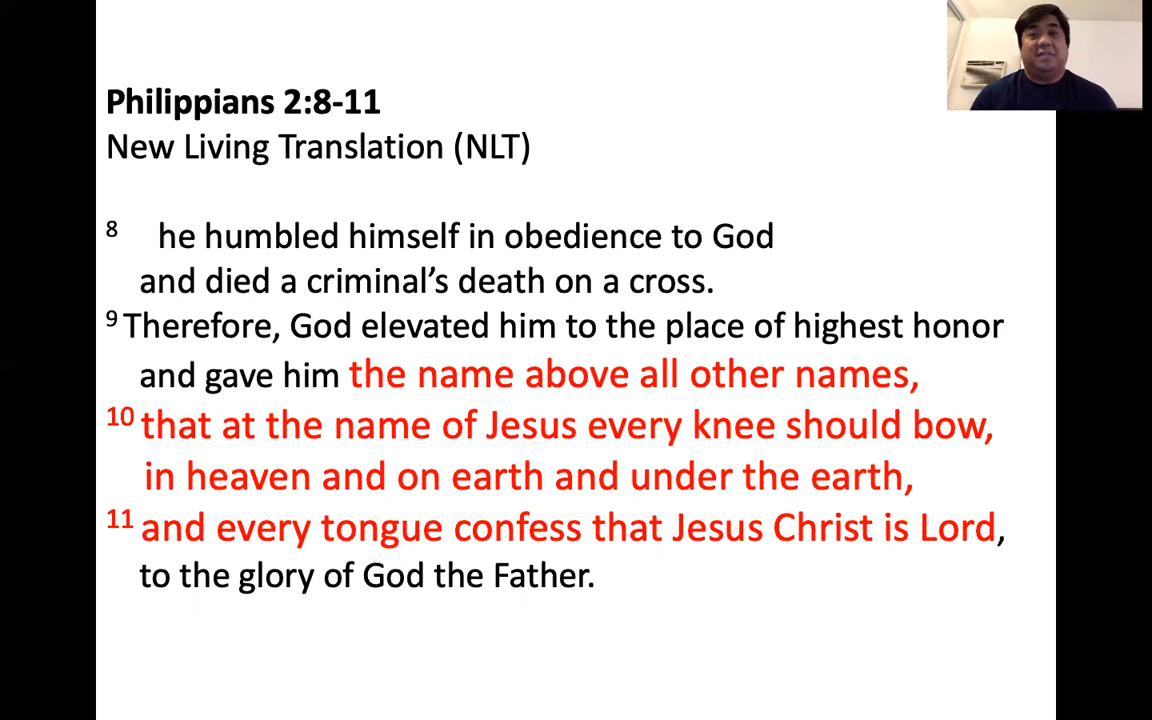 Philippians 2:8-11
New Living Translation (NLT)
8 he humbled himself in obedience to God
and died a criminal’s death on a cross.
9 Therefore, God elevated him to the place of highest honor
and gave him the name above all other names,
10 that at the name of Jesus every knee should bow,
in heaven and on earth and under the earth,
11 and every tongue confess that Jesus Christ is Lord,
to the glory of God the Father.